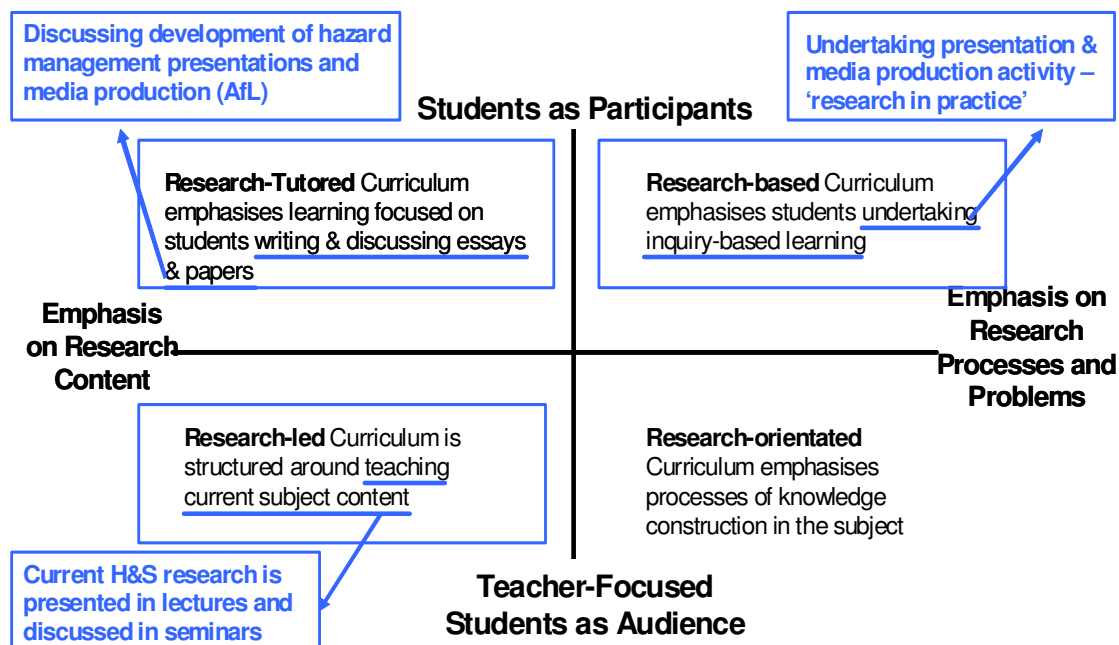 Discussing development of hazard
management presentations and
media production (AfL)
Undertaking presentation &
media production activity –
‘research in practice’
Students as Participants
Research-Tutored Curriculum
emphasises learning focused on
students writing & discussing essays
& papers
Research-based Curriculum
emphasises students undertaking
inquiry-based learning
Emphasis
on Research
Content
Emphasis on
Research
Processes and
Problems
Research-led Curriculum is
structured around teaching
current subject content
Research-orientated
Curriculum emphasises
processes of knowledge
construction in the subject
Current H&S research is
presented in lectures and
discussed in seminars
Teacher-Focused
Students as Audience